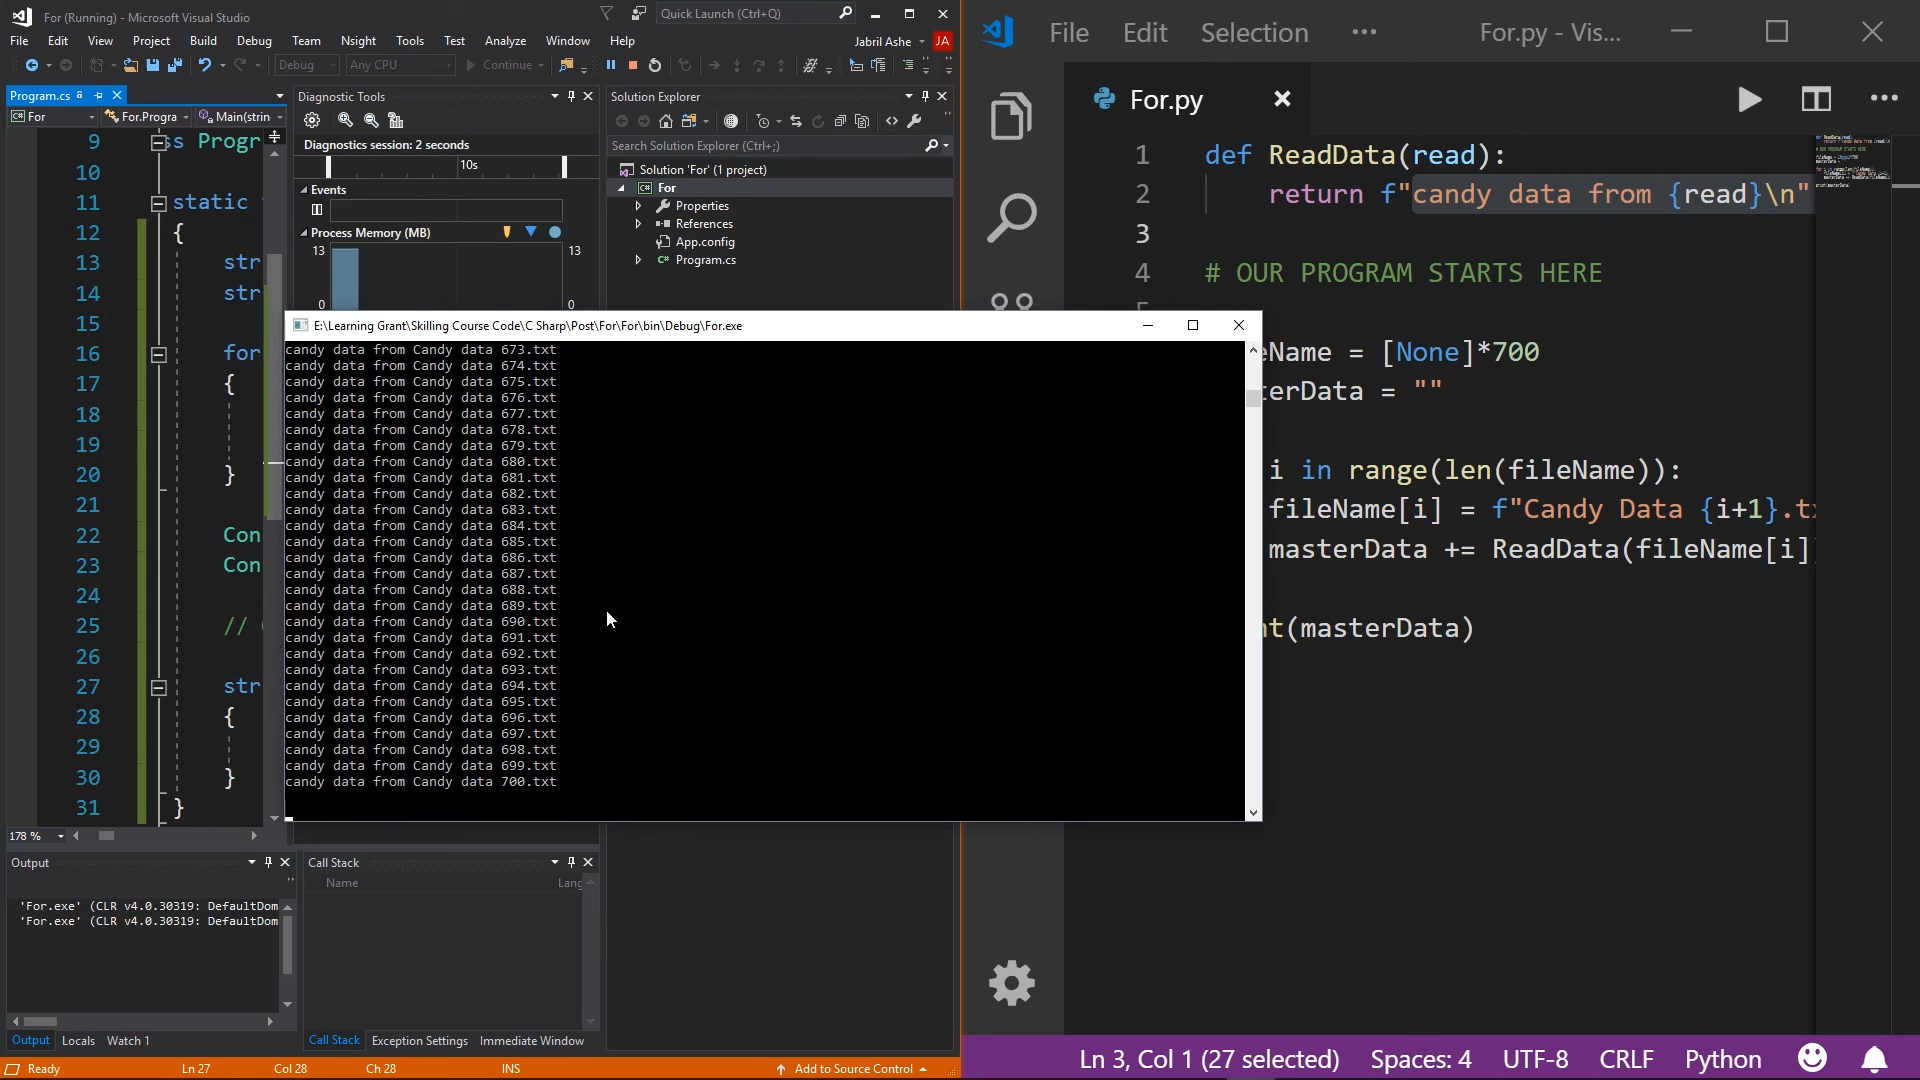 For (Running) - Microsoft Visual Studio
Quick Launch (Ctrl+Q)
File Edit View Project Build Debug Team Nsight Tools Test Analyze Window Help
Jabril Ashe JA
Debug Any CPU Continue
Program.cs
For For.Progra Main(strin
9 ss Progr
10
11 static
12 {
13 str
14 str
15
16 for
17 {
18
19
20 }
21
22 Con
23 Con
24
25 //
26
27 str
28 {
29
30 }
31 }
178 %
Diagnostic Tools
Diagnostics session: 2 seconds
10s
Events
Process Memory (MB)
13 13
0 0
Solution Explorer
Search Solution Explorer (Ctrl+;)
Solution 'For' (1 project)
For
Properties
References
App.config
Program.cs
E:\Learning Grant\Skilling Course Code\C Sharp\Post\For\For\bin\Debug\For.exe
candy data from Candy data 673.txt
candy data from Candy data 674.txt
candy data from Candy data 675.txt
candy data from Candy data 676.txt
candy data from Candy data 677.txt
candy data from Candy data 678.txt
candy data from Candy data 679.txt
candy data from Candy data 680.txt
candy data from Candy data 681.txt
candy data from Candy data 682.txt
candy data from Candy data 683.txt
candy data from Candy data 684.txt
candy data from Candy data 685.txt
candy data from Candy data 686.txt
candy data from Candy data 687.txt
candy data from Candy data 688.txt
candy data from Candy data 689.txt
candy data from Candy data 690.txt
candy data from Candy data 691.txt
candy data from Candy data 692.txt
candy data from Candy data 693.txt
candy data from Candy data 694.txt
candy data from Candy data 695.txt
candy data from Candy data 696.txt
candy data from Candy data 697.txt
candy data from Candy data 698.txt
candy data from Candy data 699.txt
candy data from Candy data 700.txt
Output
'For.exe' (CLR v4.0.30319: DefaultDom
'For.exe' (CLR v4.0.30319: DefaultDom
Output Locals Watch 1
Call Stack
Name Lang
Call Stack Exception Settings Immediate Window
Ready Ln 27 Col 28 Ch 28 INS Add to Source Control
File Edit Selection ··· For.py - Vis...
For.py
1 def ReadData(read):
2 return f"candy data from {read}\n"
3
4 # OUR PROGRAM STARTS HERE
eName = [None]*700
terData = ""
i in range(len(fileName)):
fileName[i] = f"Candy Data {i+1}.tx
masterData += ReadData(fileName[i]
nt(masterData)
Ln 3, Col 1 (27 selected) Spaces: 4 UTF-8 CRLF Python